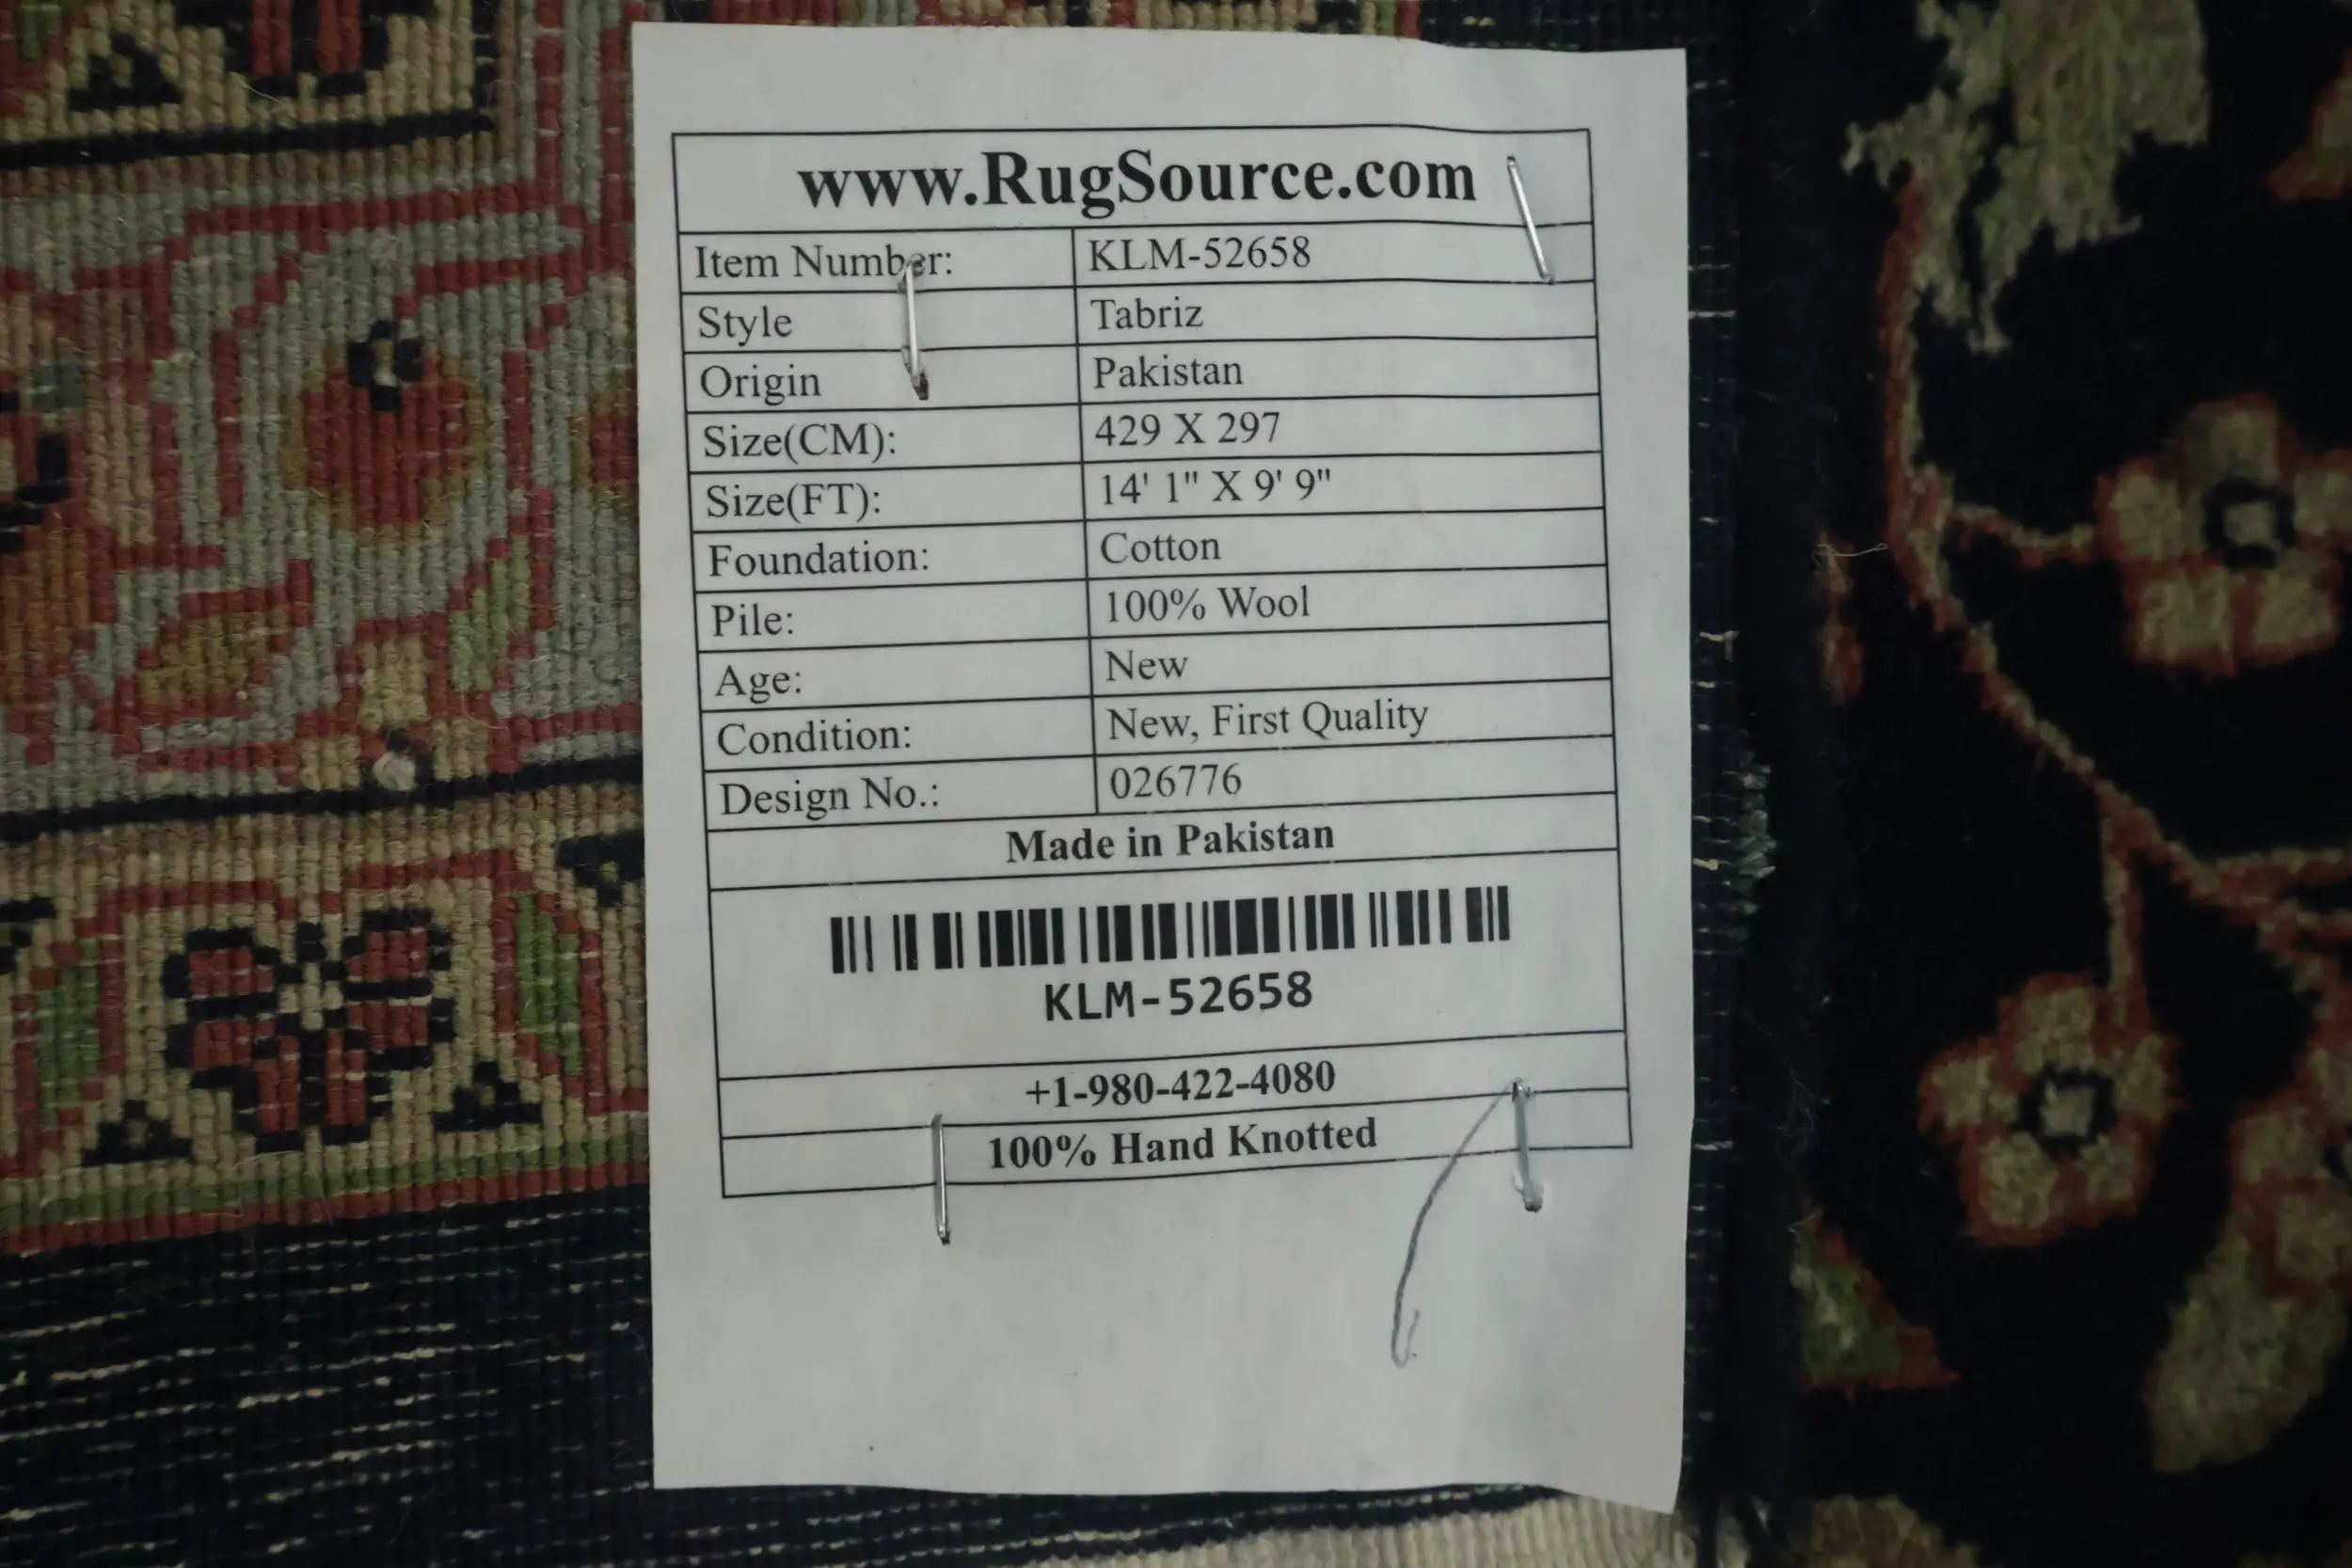 www.RugSource.com
Item Number: KLM-52658
Style Tabriz
Origin Pakistan
Size(CM): 429 X 297
Size(FT): 14' 1" X 9' 9"
Foundation: Cotton
Pile: 100% Wool
Age: New
Condition: New, First Quality
Design No.: 026776
Made in Pakistan
KLM-52658
+1-980-422-4080
100% Hand Knotted